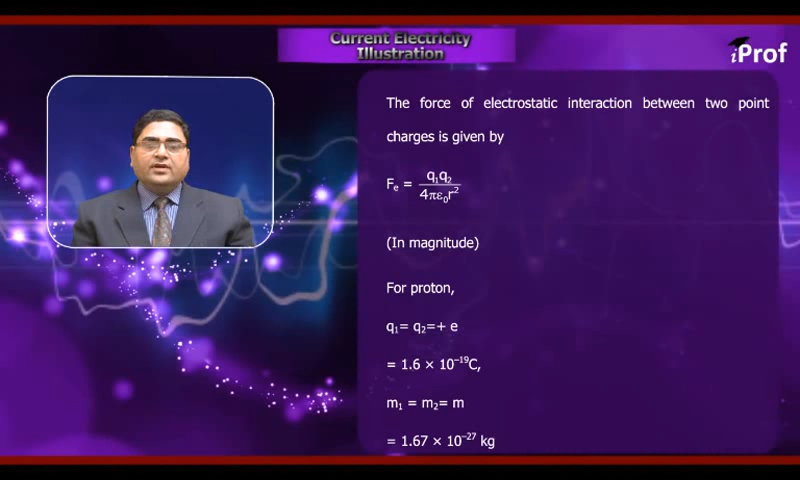 Current Electricity
Illustration
iProf
The force of electrostatic interaction between two point
charges is given by
Fₑ = q₁q₂ / 4πε₀r²
(In magnitude)
For proton,
q₁= q₂=+ e
= 1.6 × 10⁻¹⁹C,
m₁ = m₂= m
= 1.67 × 10⁻²⁷ kg